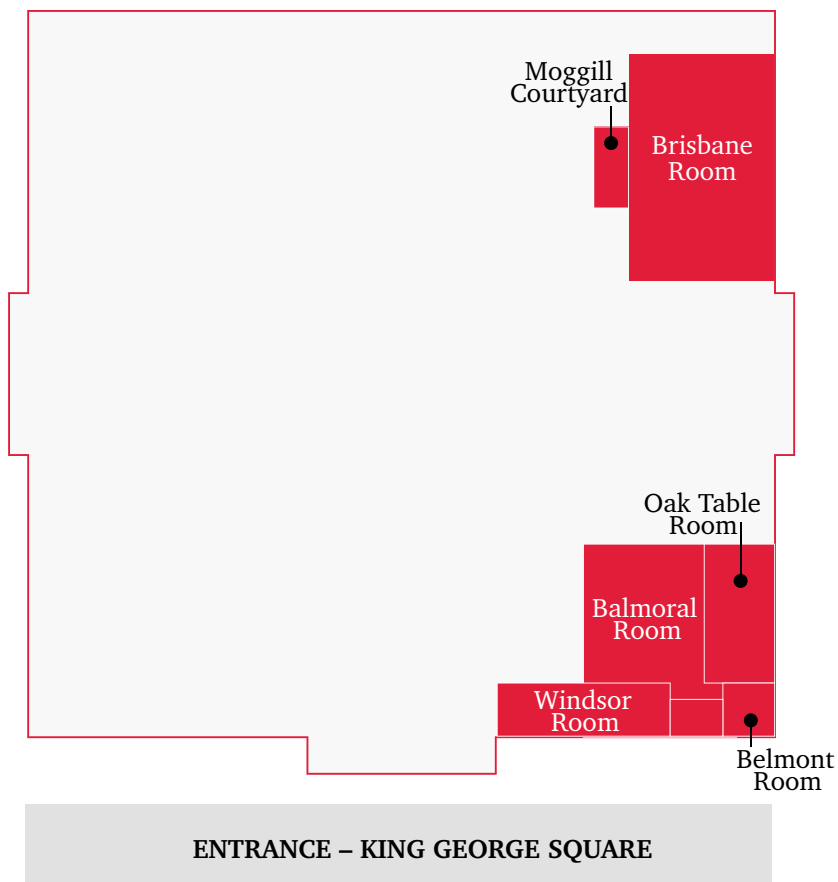 Moggill
Courtyard
Brisbane
Room
Oak Table
Room
Balmoral
Room
Windsor
Room
Belmont
Room
ENTRANCE – KING GEORGE SQUARE